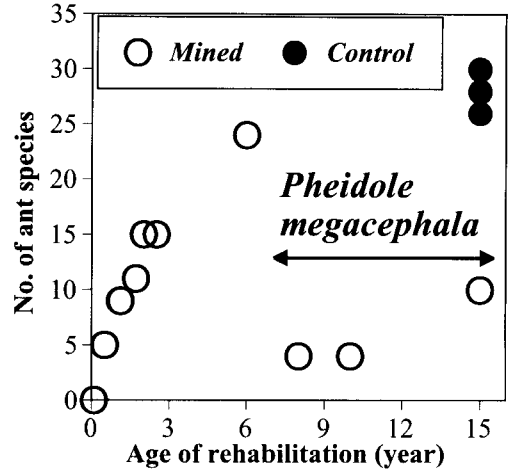 Mined Control
No. of ant species
35
30
25
20
15
10
5
0
Pheidole
megacephala
0 3 6 9 12 15
Age of rehabilitation (year)